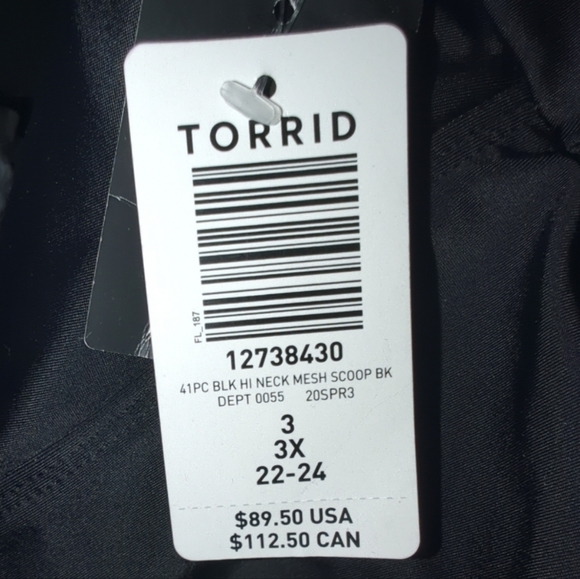 TORRID
FL_187
12738430
41PC BLK HI NECK MESH SCOOP BK
DEPT 0055 20SPR3
3
3X
22-24
$89.50 USA
$112.50 CAN